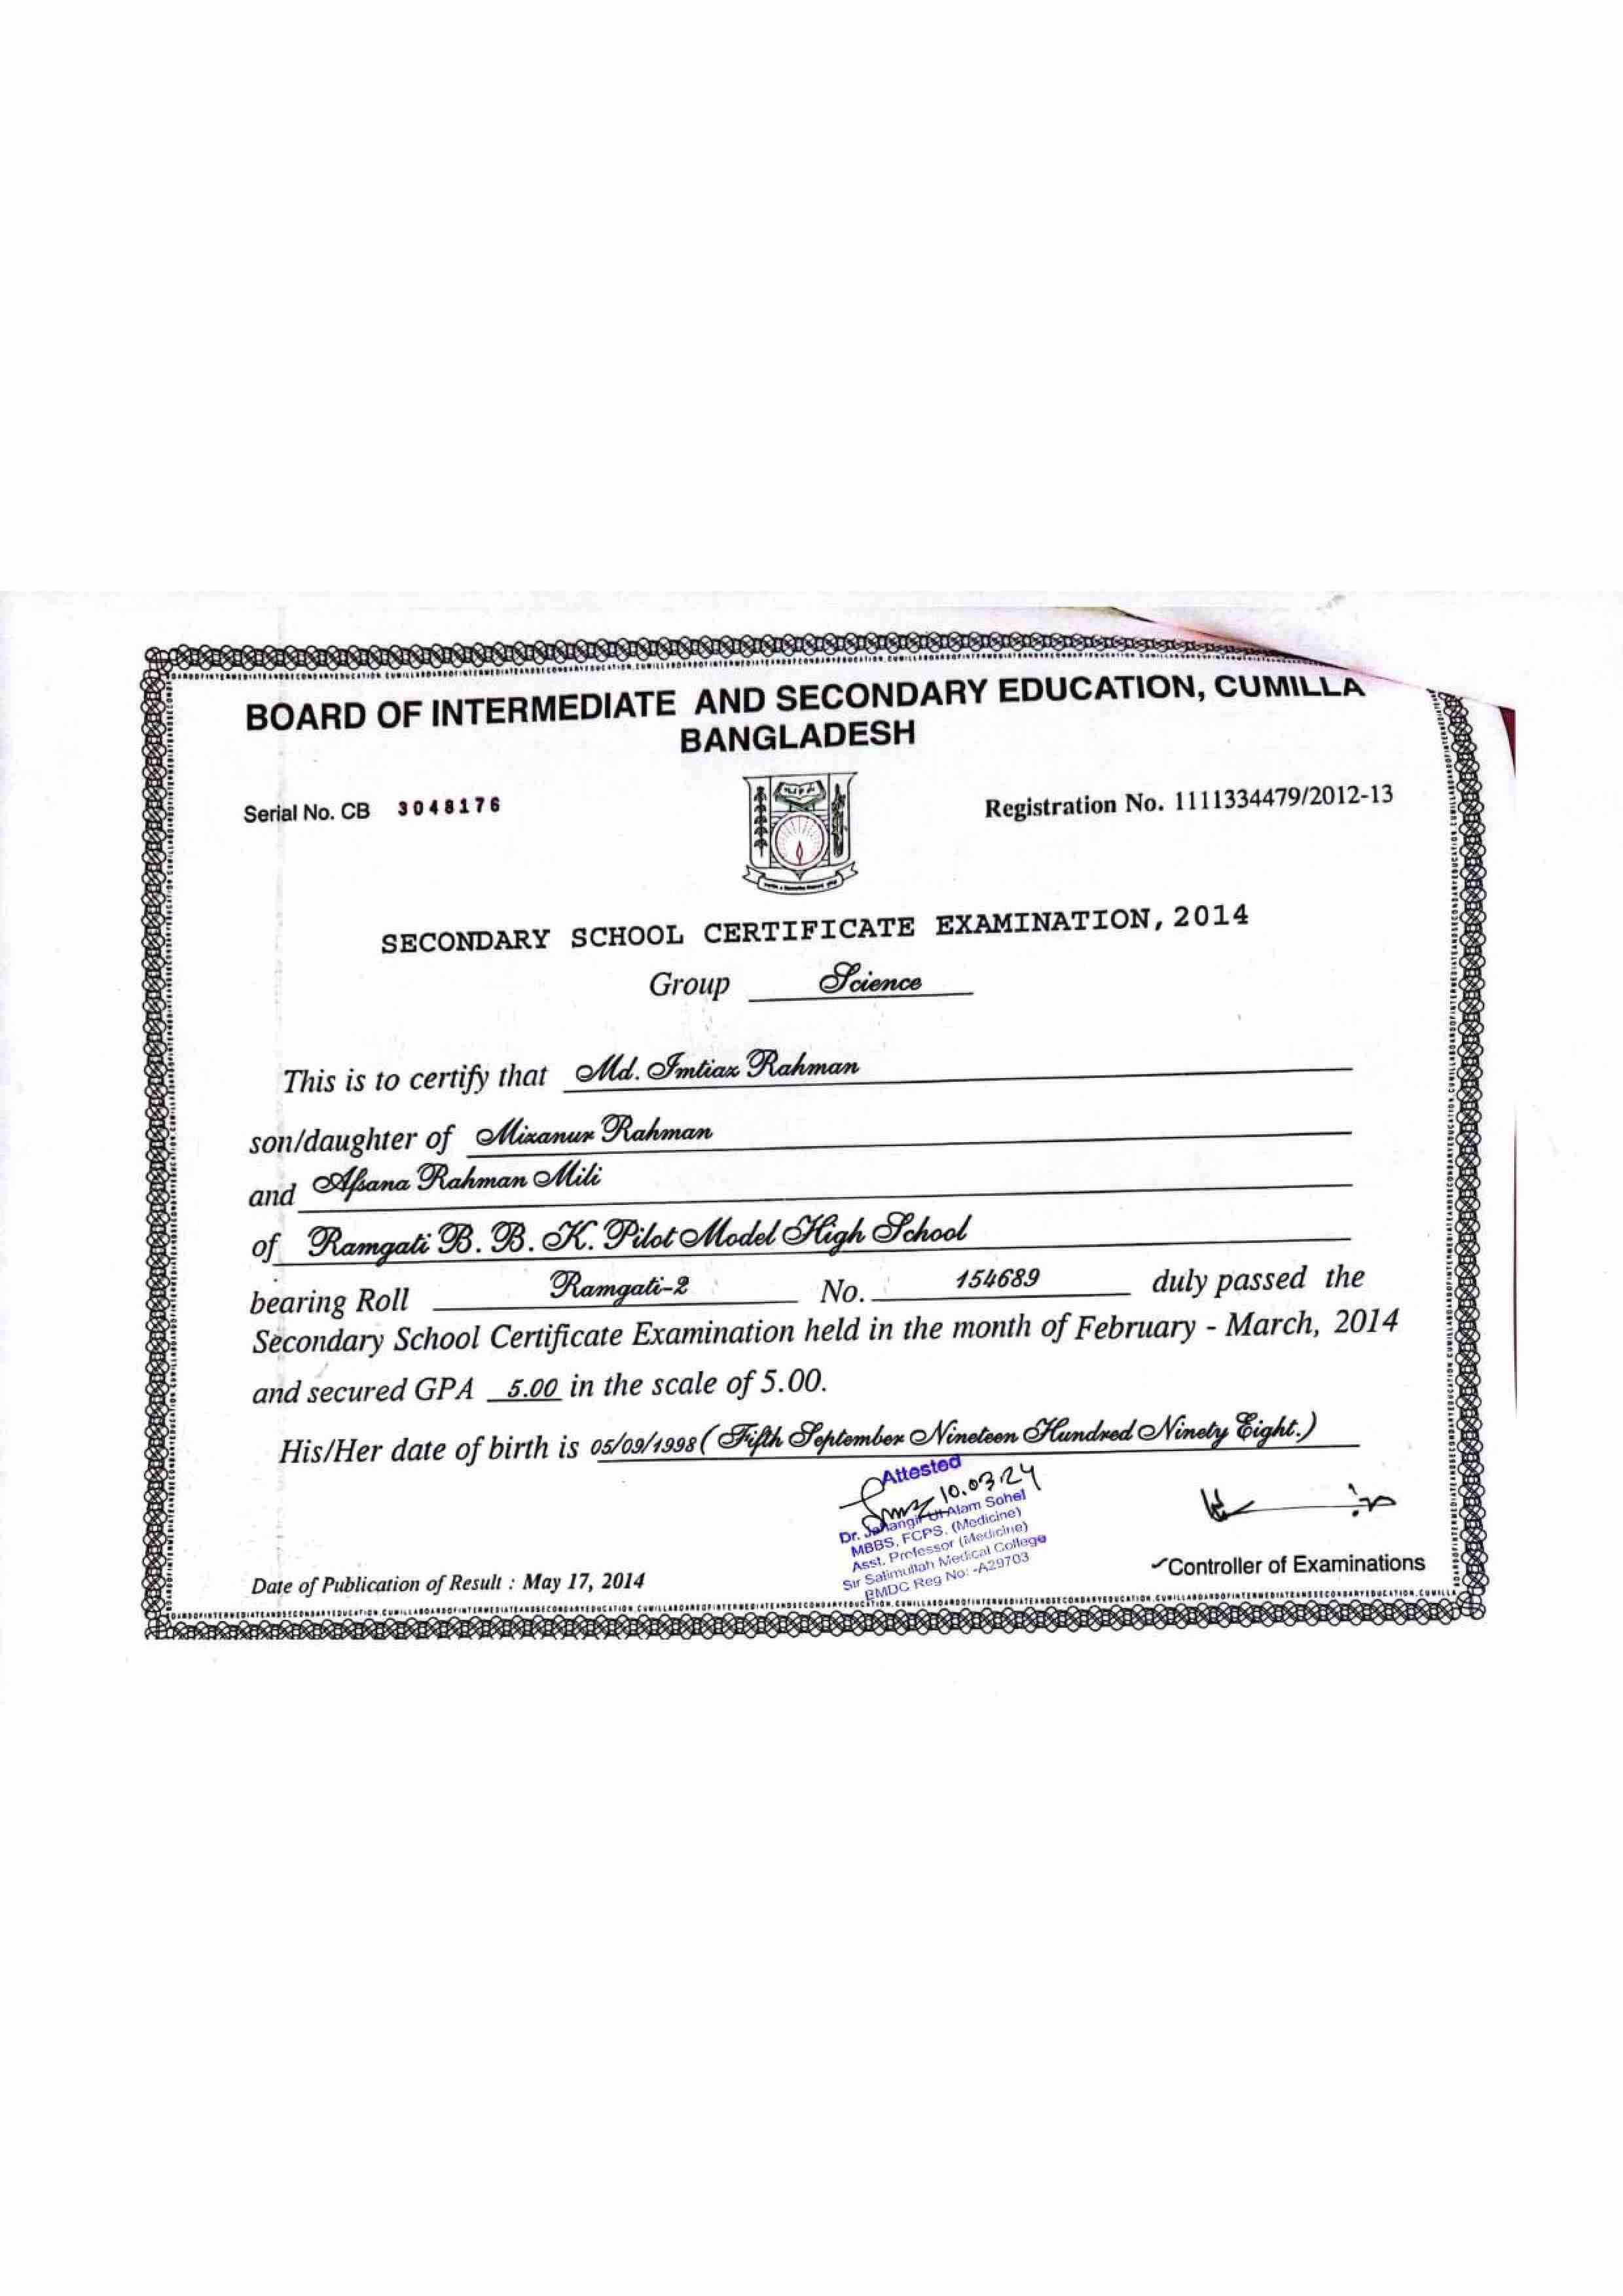 BOARD OF INTERMEDIATE AND SECONDARY EDUCATION, CUMILLA
BANGLADESH
Serial No. CB 3048176
Registration No. 1111334479/2012-13
SECONDARY SCHOOL CERTIFICATE EXAMINATION, 2014
Group Science
This is to certify that Md. Imtiaz Rahman
son/daughter of Mizanur Rahman
and Afsana Rahman Mili
of Ramgati B. B. K. Pilot Model High School
bearing Roll Ramgati-2 No. 154689 duly passed the
Secondary School Certificate Examination held in the month of February - March, 2014
and secured GPA 5.00 in the scale of 5.00.
His/Her date of birth is 05/09/1998 ( Fifth September Nineteen Hundred Ninety Eight.)
Attested
10.03.24
Dr. Jahangir Ul Alam Sohel
MBBS, FCPS. (Medicine)
Asst. Professor (Medicine)
Sir Salimullah Medical College
BMDC Reg No: -A29703
Controller of Examinations
Date of Publication of Result : May 17, 2014